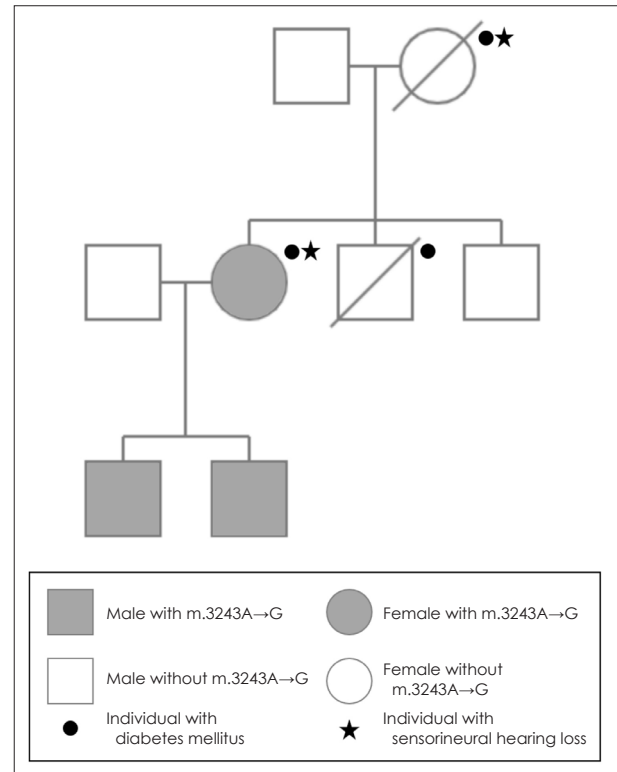 Male with m.3243A→G
Female with m.3243A→G
Male without m.3243A→G
Female without
m.3243A→G
Individual with
diabetes mellitus
Individual with
sensorineural hearing loss